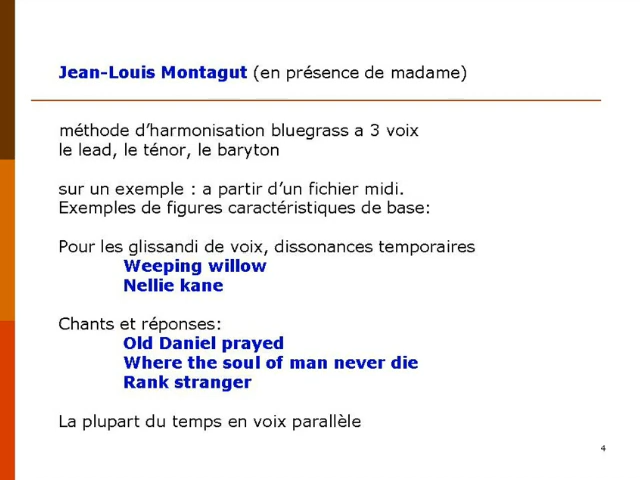 Jean-Louis Montagut (en présence de madame)
méthode d’harmonisation bluegrass a 3 voix
le lead, le ténor, le baryton
sur un exemple : a partir d’un fichier midi.
Exemples de figures caractéristiques de base:
Pour les glissandi de voix, dissonances temporaires
Weeping willow
Nellie kane
Chants et réponses:
Old Daniel prayed
Where the soul of man never die
Rank stranger
La plupart du temps en voix parallèle
4